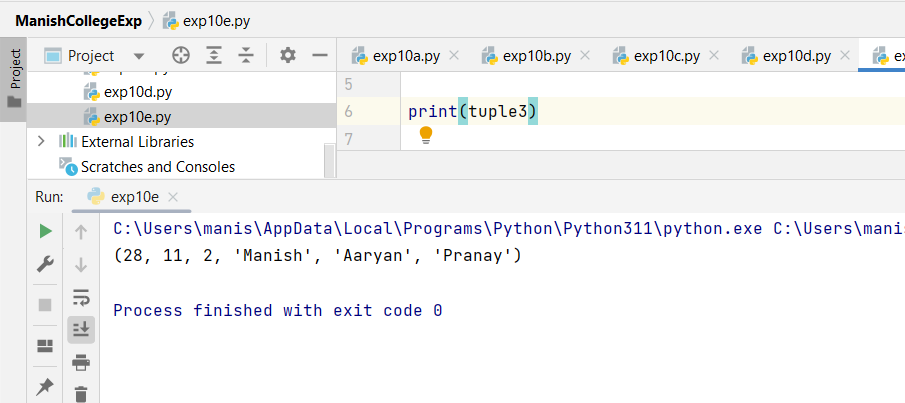 ManishCollegeExp
exp10e.py
Project
Project
exp10a.py
exp10b.py
exp10c.py
exp10d.py
exp10d.py
exp10e.py
External Libraries
Scratches and Consoles
5
6 print(tuple3)
7
Run: exp10e
C:\Users\manis\AppData\Local\Programs\Python\Python311\python.exe C:\Users\manis
(28, 11, 2, 'Manish', 'Aaryan', 'Pranay')
Process finished with exit code 0